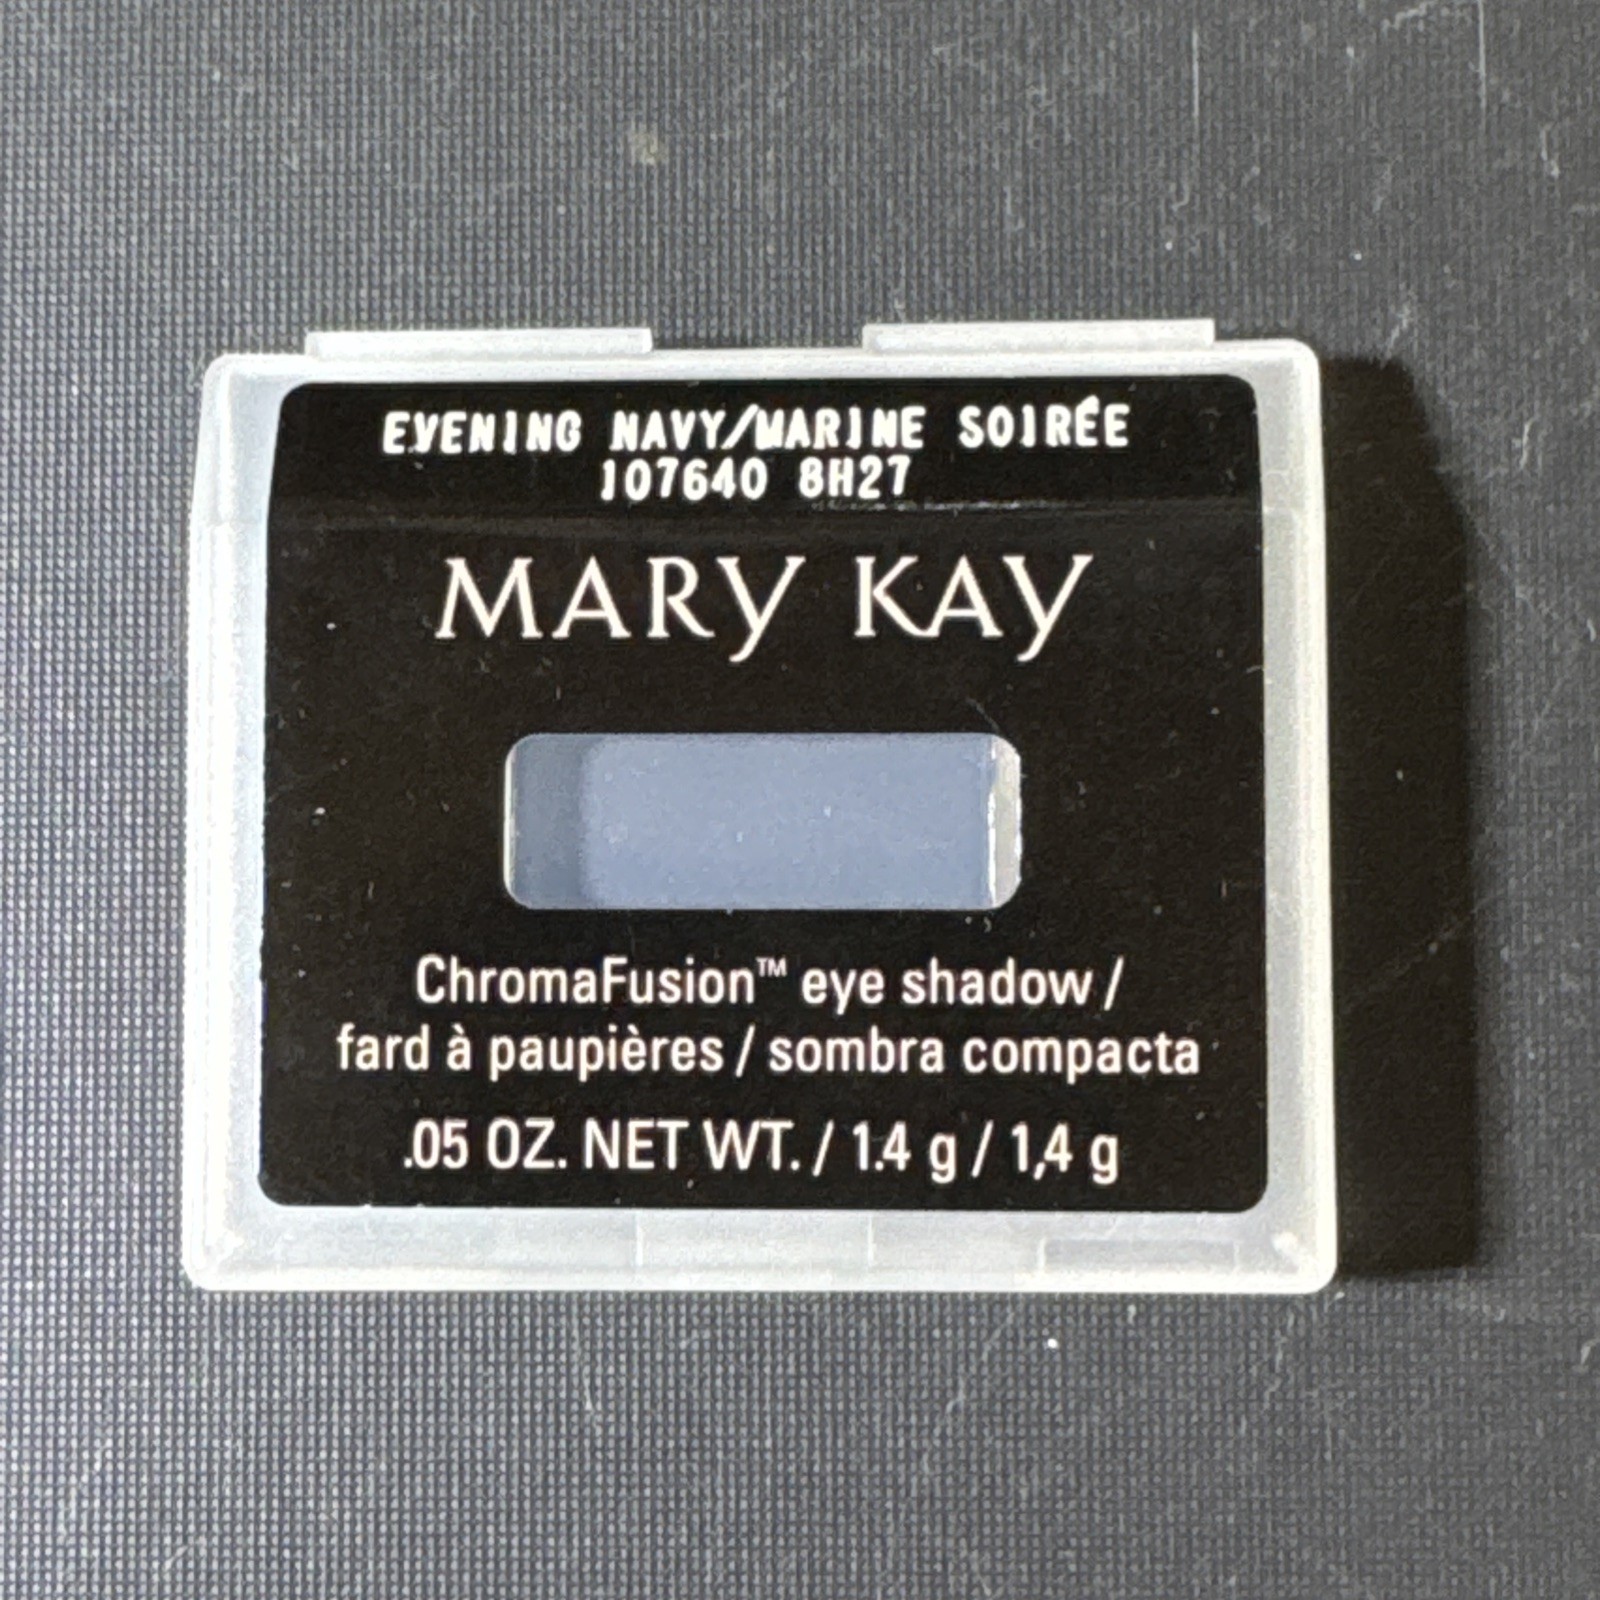 EVENING NAVY/MARINE SOIRÉE
107640 8H27
MARY KAY
ChromaFusion™ eye shadow /
fard à paupières / sombra compacta
.05 OZ. NET WT. / 1.4 g / 1,4 g